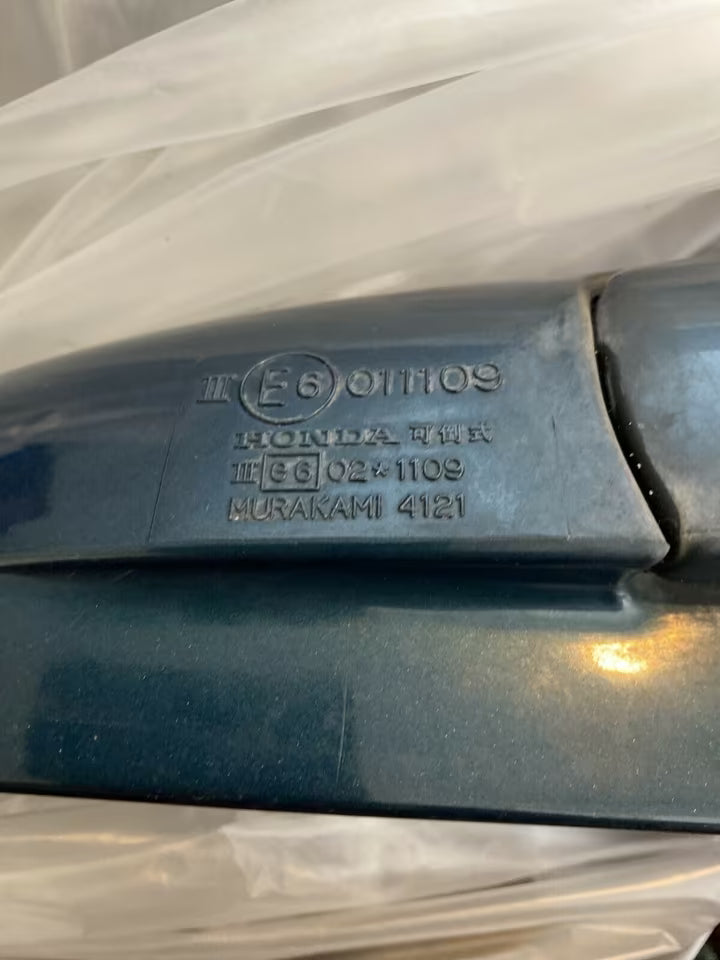 III E6 011109
HONDA 可倒式
III e6 02*1109
MURAKAMI 4121